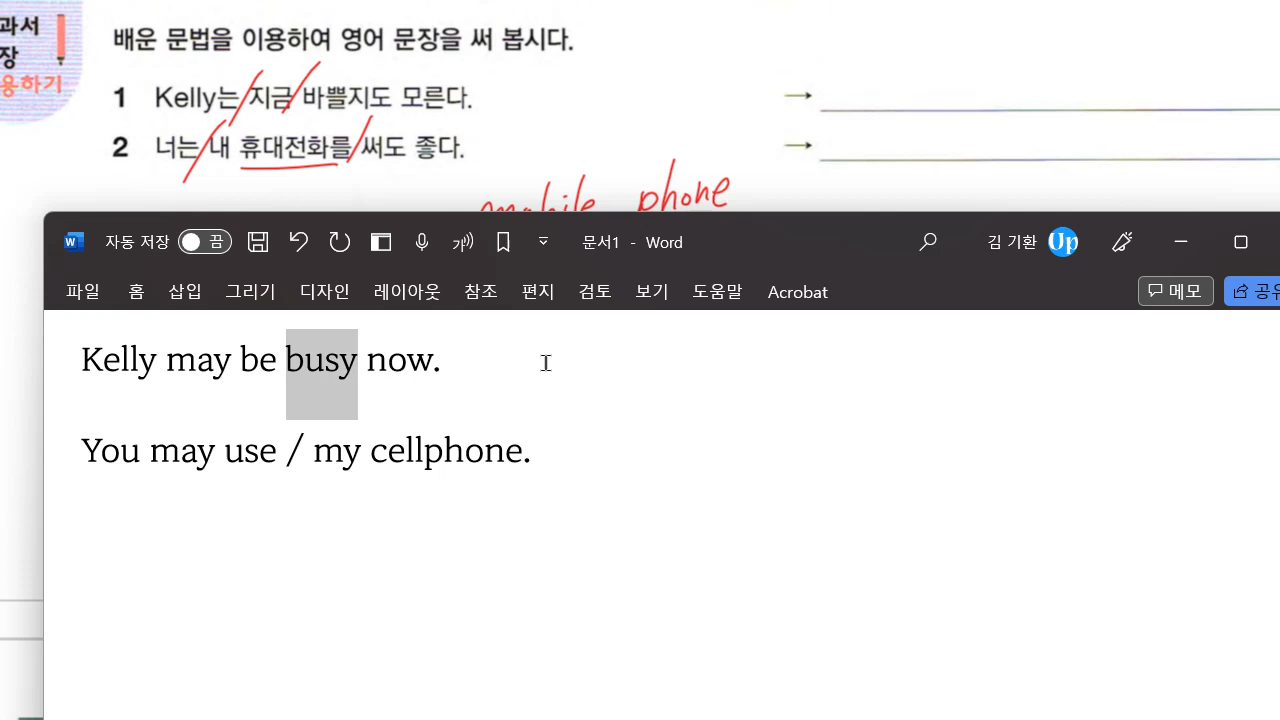 과서
장
용하기
배운 문법을 이용하여 영어 문장을 써 봅시다.
1 Kelly는 / 지금 / 바쁠지도 모른다. →
2 너는 / 내 휴대전화를 / 써도 좋다. →
mobile phone
자동 저장 끔 가 문서1 - Word 김 기환 Up
파일 홈 삽입 그리기 디자인 레이아웃 참조 편지 검토 보기 도움말 Acrobat 메모 공유
Kelly may be busy now.
You may use / my cellphone.